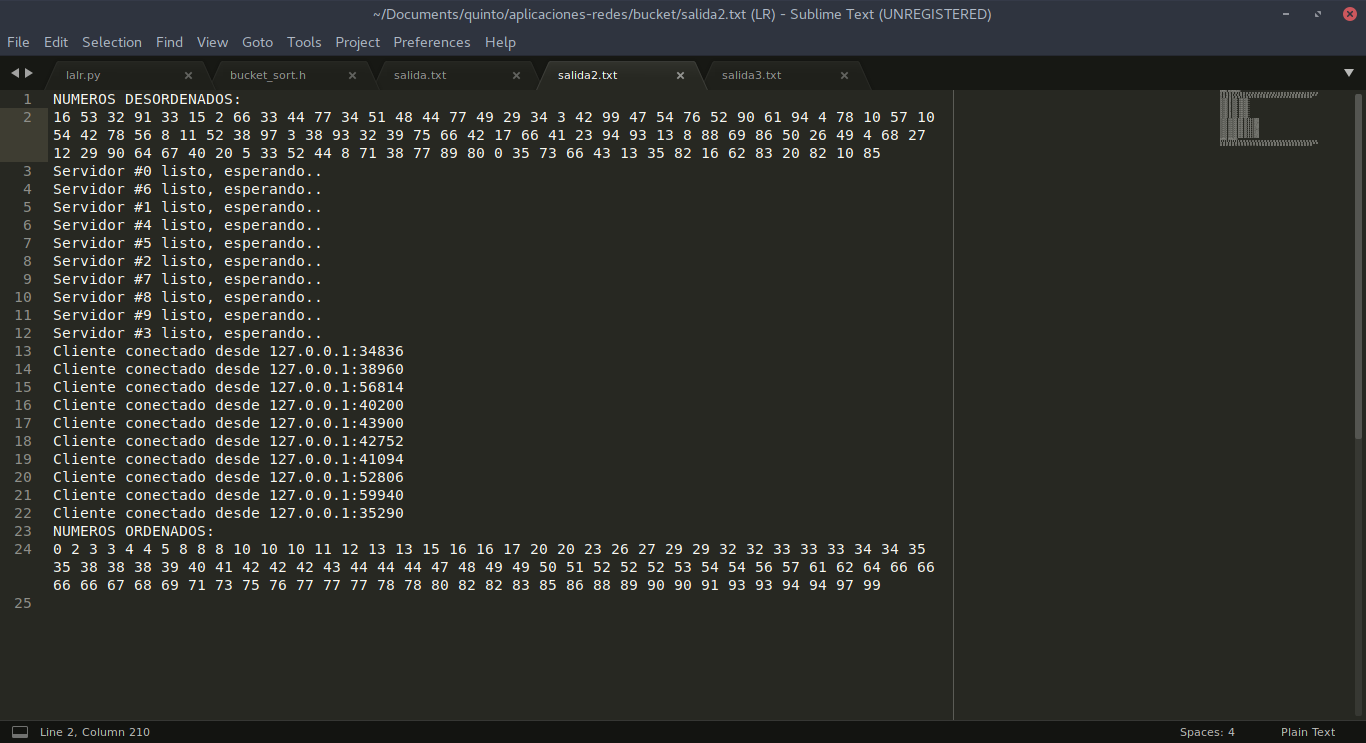 ~/Documents/quinto/aplicaciones-redes/bucket/salida2.txt (LR) - Sublime Text (UNREGISTERED)
File Edit Selection Find View Goto Tools Project Preferences Help
lalr.py bucket_sort.h salida.txt salida2.txt salida3.txt
1 NUMEROS DESORDENADOS:
2 16 53 32 91 33 15 2 66 33 44 77 34 51 48 44 77 49 29 34 3 42 99 47 54 76 52 90 61 94 4 78 10 57 10
54 42 78 56 8 11 52 38 97 3 38 93 32 39 75 66 42 17 66 41 23 94 93 13 8 88 69 86 50 26 49 4 68 27
12 29 90 64 67 40 20 5 33 52 44 8 71 38 77 89 80 0 35 73 66 43 13 35 82 16 62 83 20 82 10 85
3 Servidor #0 listo, esperando..
4 Servidor #6 listo, esperando..
5 Servidor #1 listo, esperando..
6 Servidor #4 listo, esperando..
7 Servidor #5 listo, esperando..
8 Servidor #2 listo, esperando..
9 Servidor #7 listo, esperando..
10 Servidor #8 listo, esperando..
11 Servidor #9 listo, esperando..
12 Servidor #3 listo, esperando..
13 Cliente conectado desde 127.0.0.1:34836
14 Cliente conectado desde 127.0.0.1:38960
15 Cliente conectado desde 127.0.0.1:56814
16 Cliente conectado desde 127.0.0.1:40200
17 Cliente conectado desde 127.0.0.1:43900
18 Cliente conectado desde 127.0.0.1:42752
19 Cliente conectado desde 127.0.0.1:41094
20 Cliente conectado desde 127.0.0.1:52806
21 Cliente conectado desde 127.0.0.1:59940
22 Cliente conectado desde 127.0.0.1:35290
23 NUMEROS ORDENADOS:
24 0 2 3 3 4 4 5 8 8 8 10 10 10 11 12 13 13 15 16 16 17 20 20 23 26 27 29 29 32 32 33 33 33 34 34 35
35 38 38 38 39 40 41 42 42 42 43 44 44 44 47 48 49 49 50 51 52 52 52 53 54 54 56 57 61 62 64 66 66
66 66 67 68 69 71 73 75 76 77 77 77 78 78 80 82 82 83 85 86 88 89 90 90 91 93 93 94 94 97 99
25
Line 2, Column 210 Spaces: 4 Plain Text